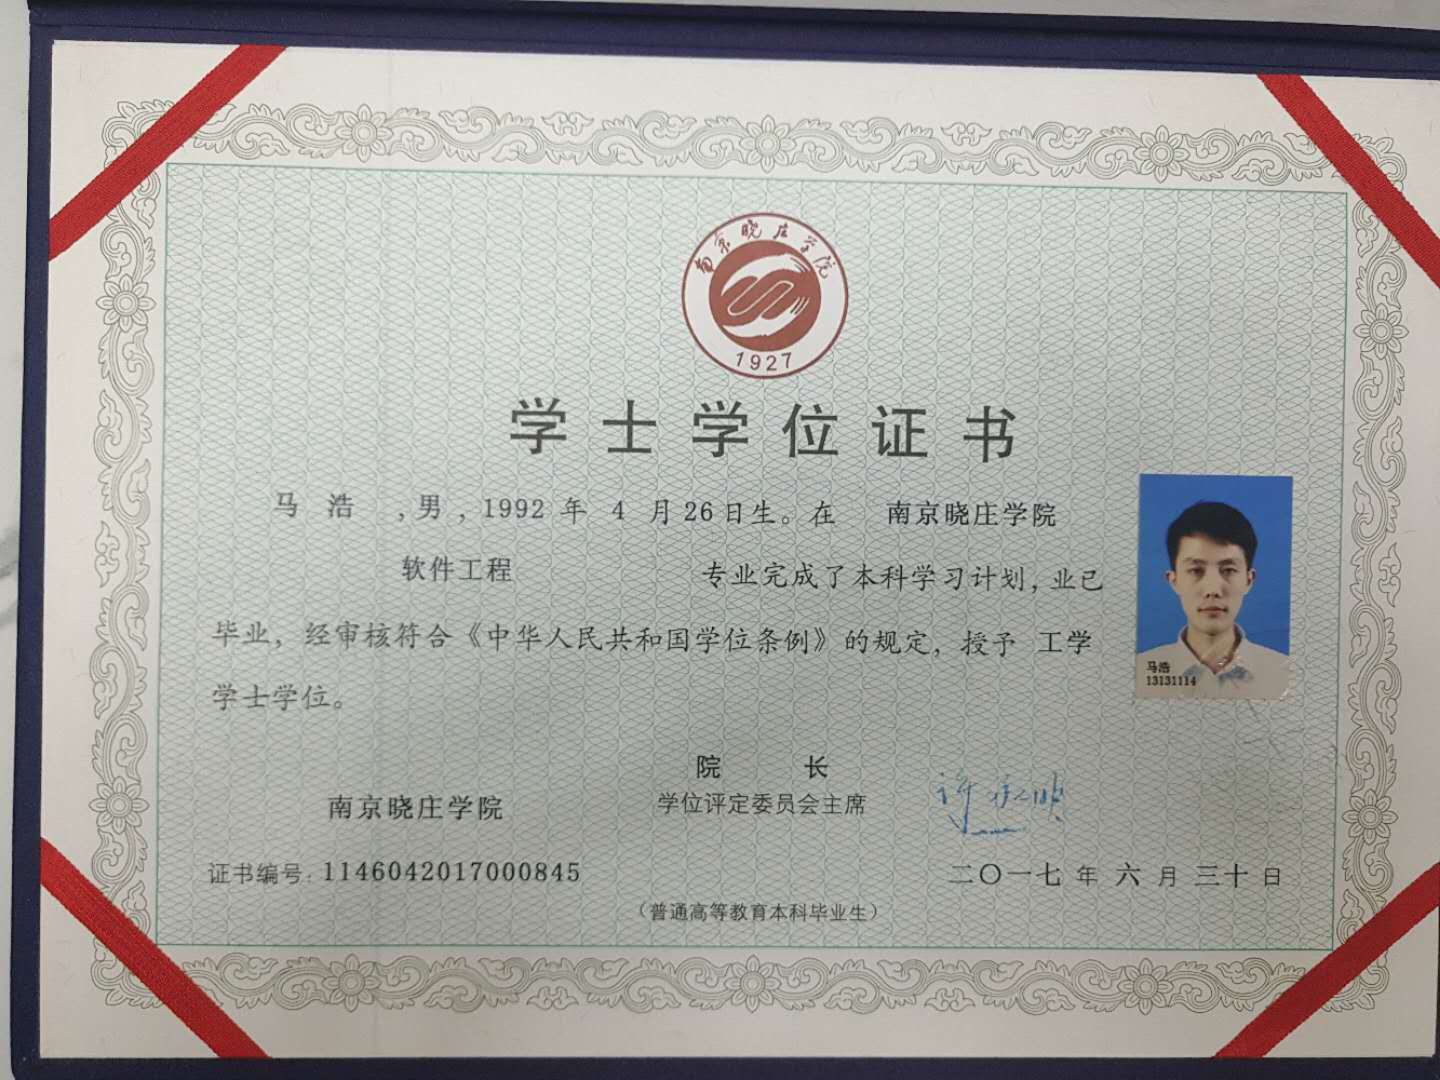 南京晓庄学院
1927
学士学位证书
马 浩 , 男 , 1992 年 4 月 26 日生。在 南京晓庄学院
软件工程 专业完成了本科学习计划, 业已
毕业, 经审核符合《中华人民共和国学位条例》的规定, 授予 工学
学士学位。
马浩
13131114
院 长
南京晓庄学院 学位评定委员会主席
证书编号: 1146042017000845 二〇一七 年 六 月 三十 日
(普通高等教育本科毕业生)